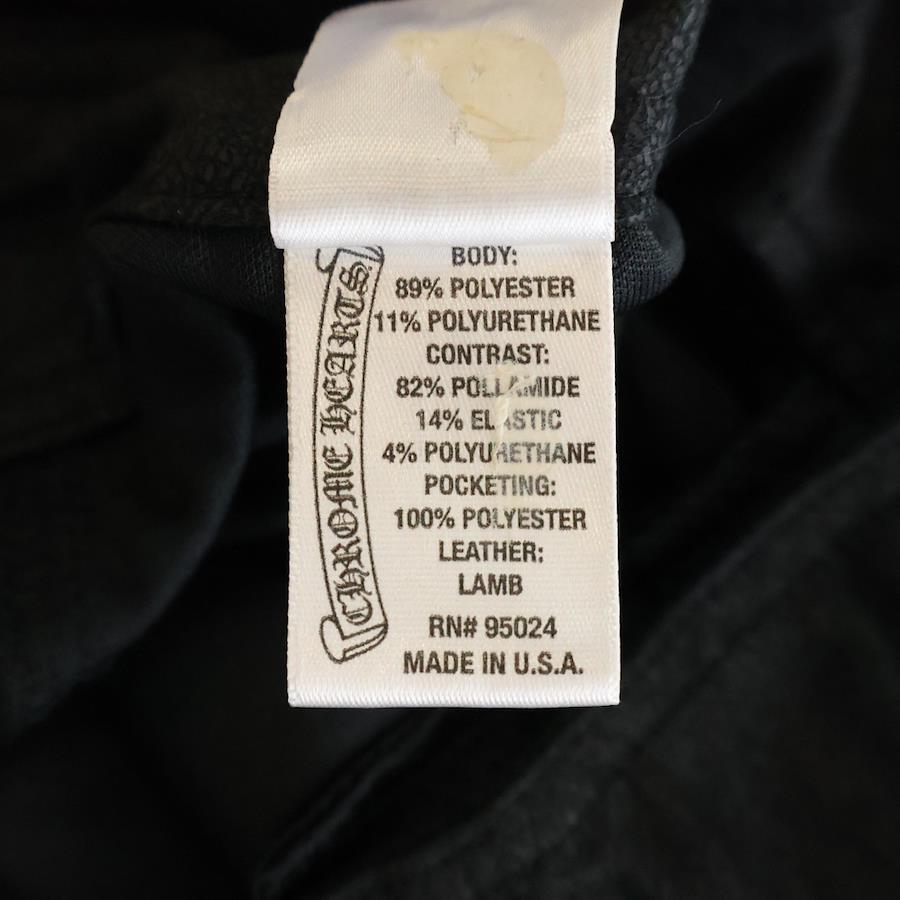 CHROME HEARTS
BODY:
89% POLYESTER
11% POLYURETHANE
CONTRAST:
82% POLLAMIDE
14% ELASTIC
4% POLYURETHANE
POCKETING:
100% POLYESTER
LEATHER:
LAMB
RN# 95024
MADE IN U.S.A.